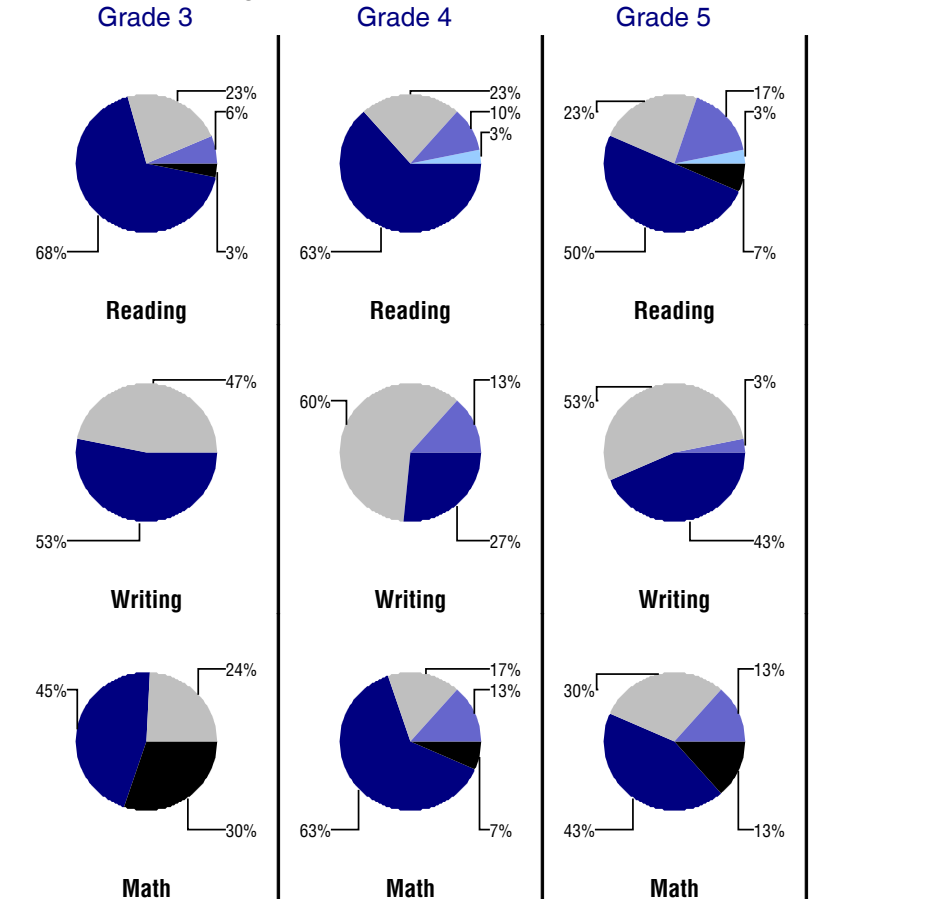 Grade 3 Grade 4 Grade 5
23% 23% 17%
6% 10% 23% 3%
3%
68% 3% 63% 50% 7%
Reading Reading Reading
47% 13% 3%
60% 53%
53% 27% 43%
Writing Writing Writing
24% 17% 13%
45% 13% 30%
30% 63% 7% 43% 13%
Math Math Math